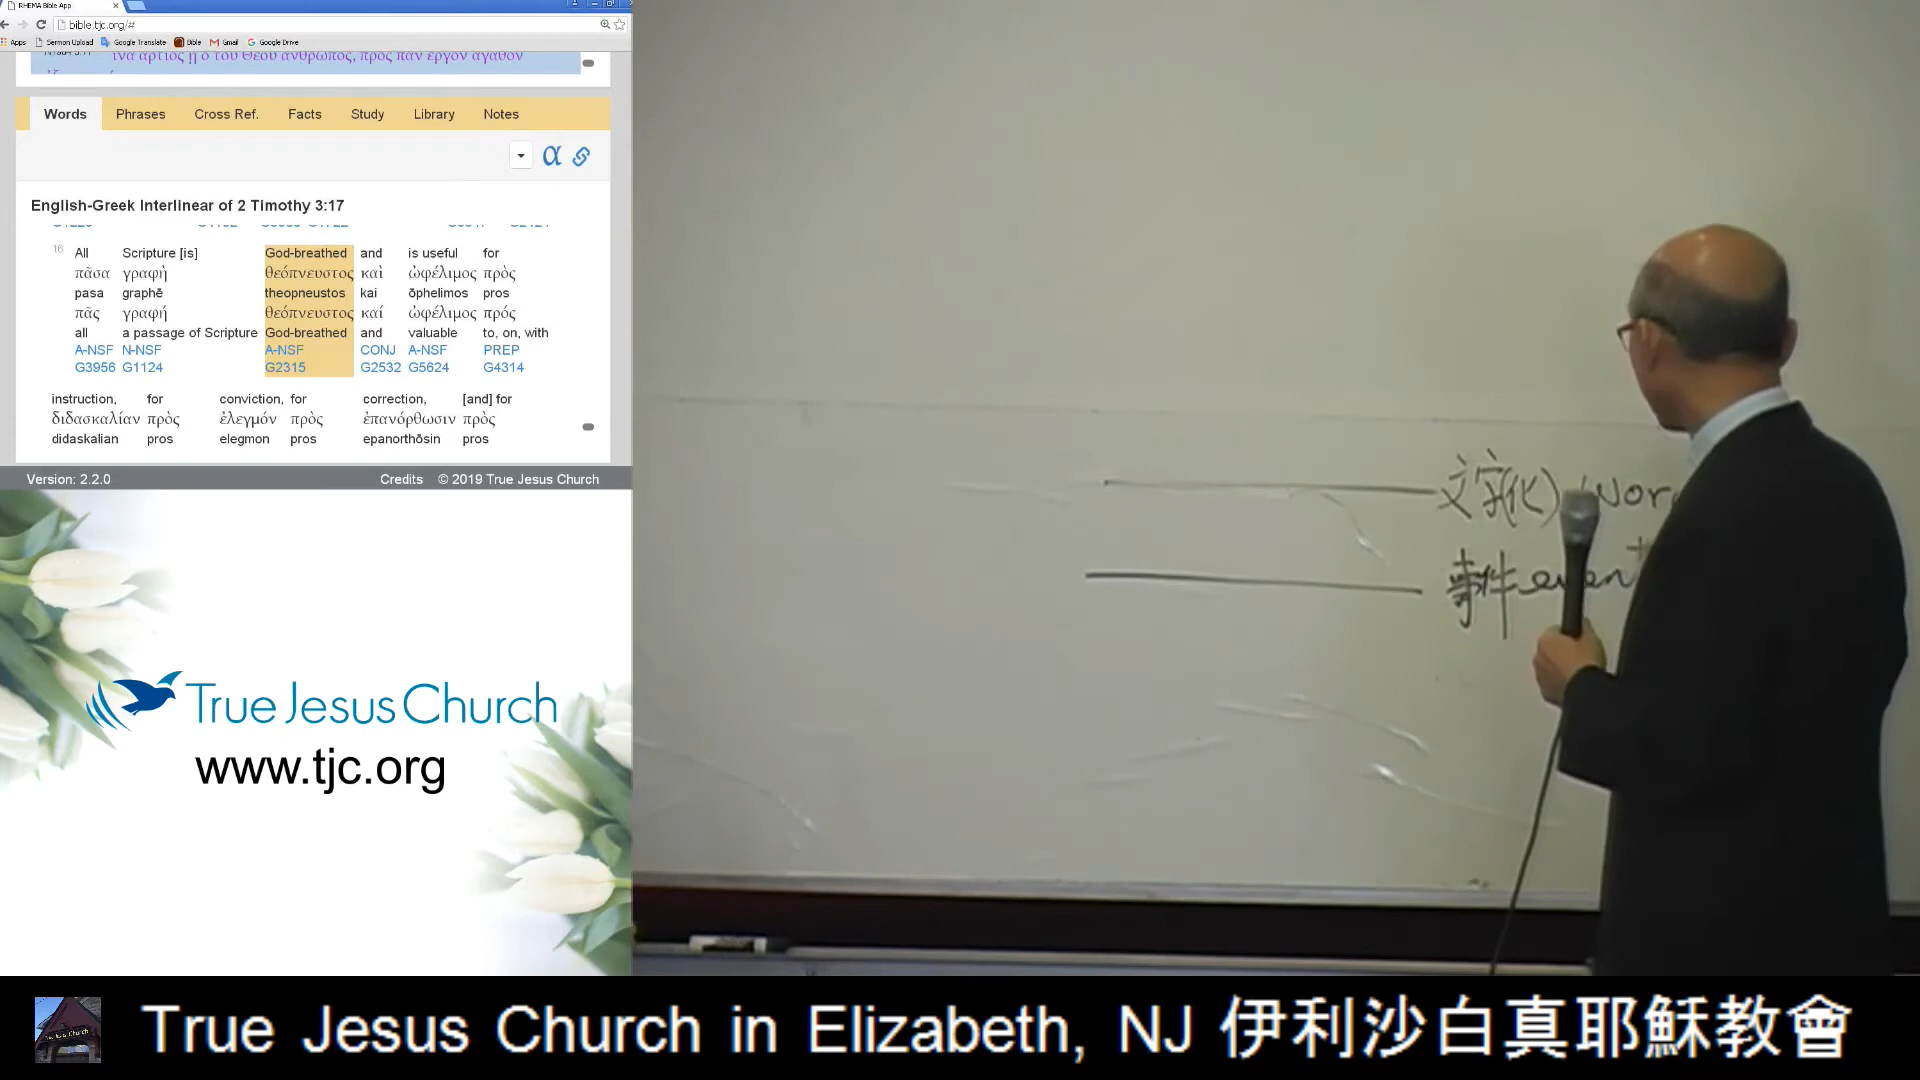 RHEMA Bible App
bible.tjc.org/#
Apps Sermon Upload Google Translate Bible Gmail Google Drive
ἵνα ἄρτιος ᾖ ὁ τοῦ Θεοῦ ἄνθρωπος, πρὸς πᾶν ἔργον ἀγαθὸν
Words Phrases Cross Ref. Facts Study Library Notes
α
English-Greek Interlinear of 2 Timothy 3:17
16 All Scripture [is] God-breathed and is useful for
πᾶσα γραφὴ θεόπνευστος καὶ ὠφέλιμος πρὸς
pasa graphē theopneustos kai ōphelimos pros
πᾶς γραφή θεόπνευστος καί ὠφέλιμος πρός
all a passage of Scripture God-breathed and valuable to, on, with
A-NSF N-NSF A-NSF CONJ A-NSF PREP
G3956 G1124 G2315 G2532 G5624 G4314
instruction, for conviction, for correction, [and] for
διδασκαλίαν πρὸς ἐλεγμόν πρὸς ἐπανόρθωσιν πρὸς
didaskalian pros elegmon pros epanorthōsin pros
Version: 2.2.0 Credits © 2019 True Jesus Church
True Jesus Church
www.tjc.org
文字(化)
事件 event
True Jesus Church in Elizabeth, NJ 伊利沙白真耶穌教會